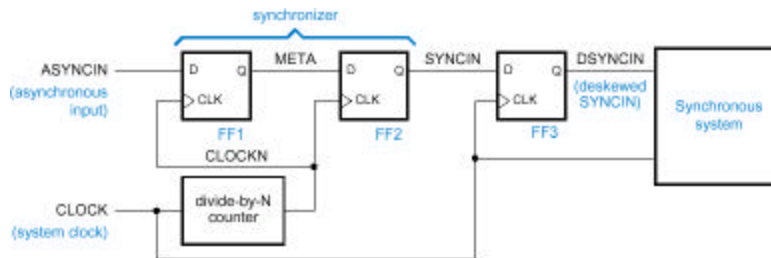 synchronizer
ASYNCIN
(asynchronous
input)
D
Q
CLK
FF1
META
D
Q
CLK
FF2
SYNCIN
D
Q
CLK
FF3
DSYNCIN
(deskewed
SYNCIN)
Synchronous
system
CLOCKN
CLOCK
(system clock)
divide-by-N
counter